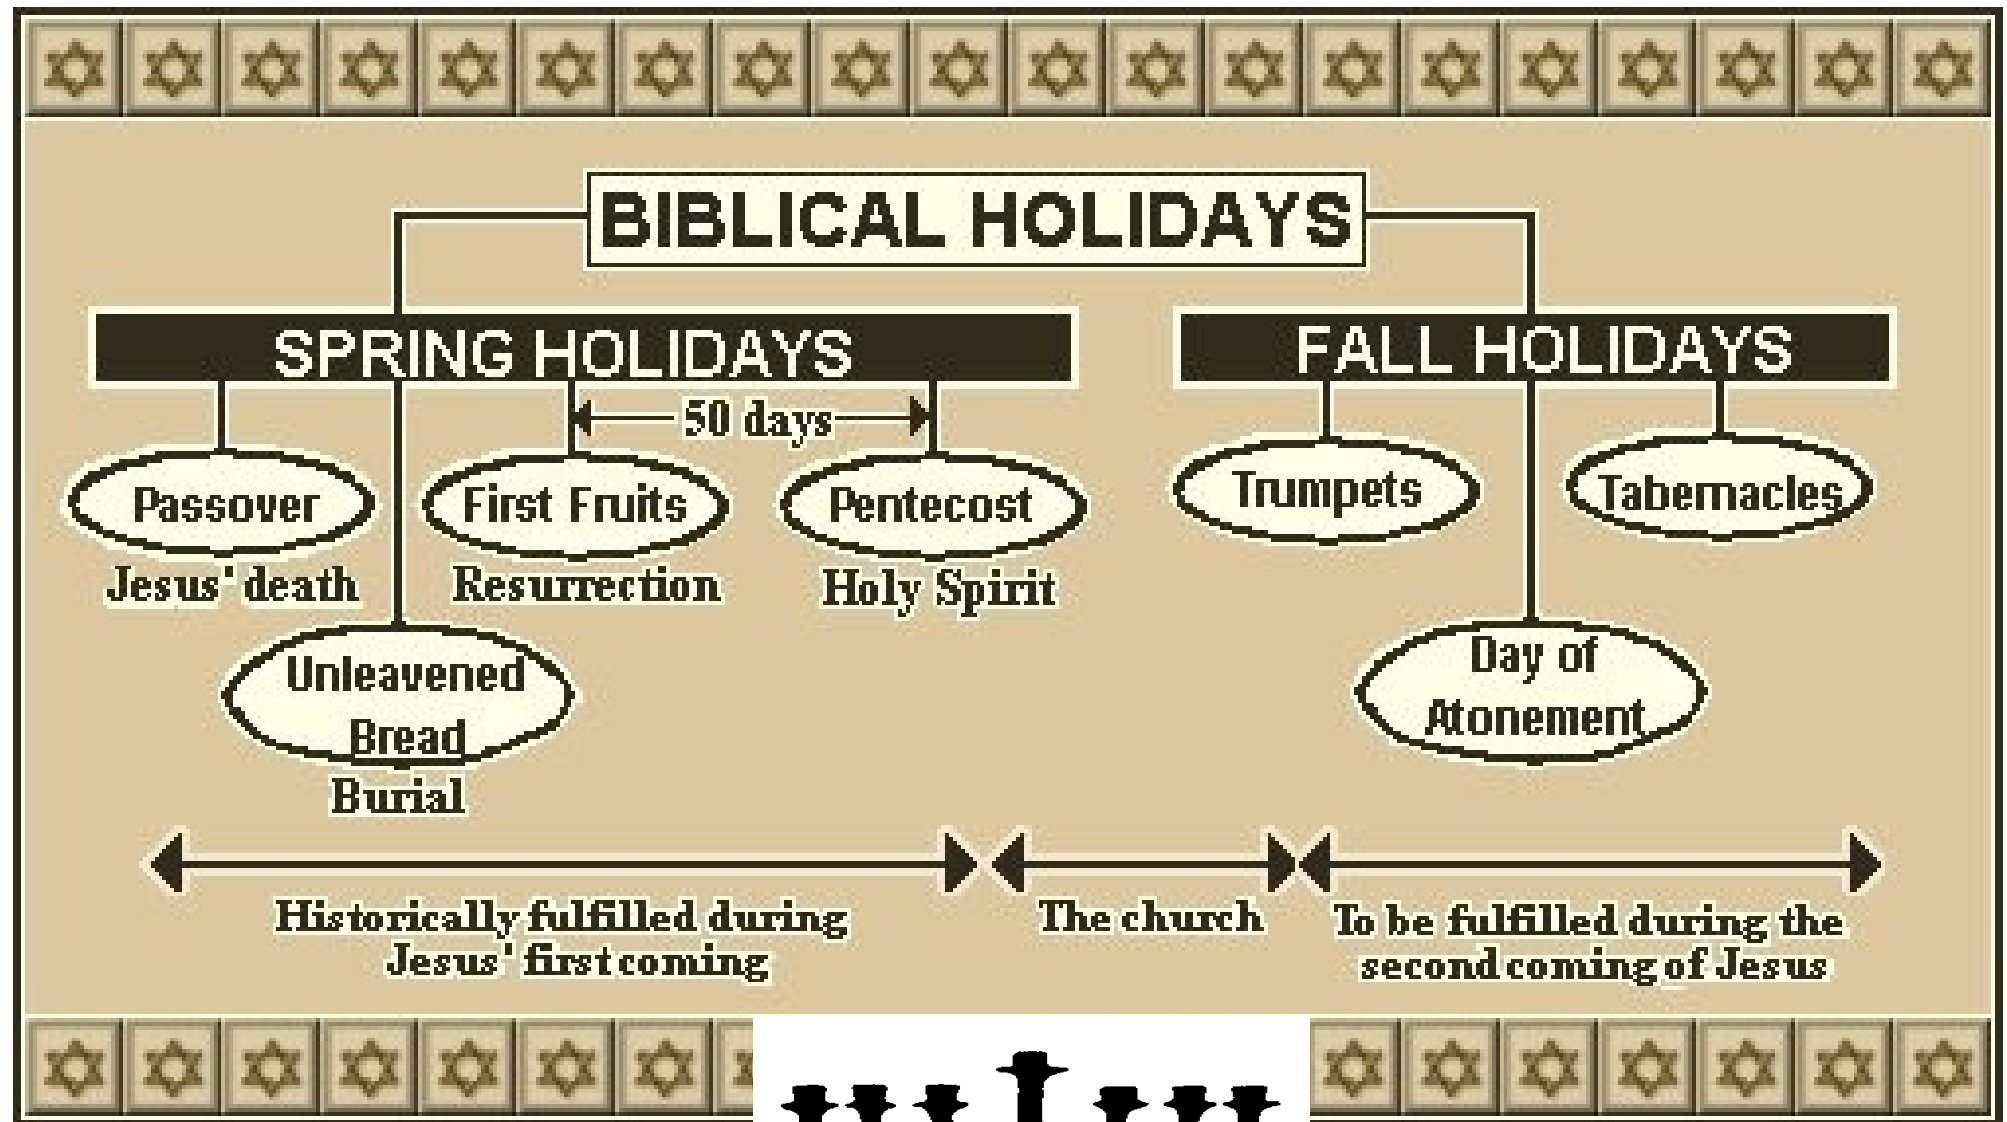 BIBLICAL HOLIDAYS
SPRING HOLIDAYS
FALL HOLIDAYS
50 days
Passover
First Fruits
Pentecost
Trumpets
Tabernacles
Jesus' death
Resurrection
Holy Spirit
Unleavened
Bread
Burial
Day of
Atonement
Historically fulfilled during
Jesus' first coming
The church
To be fulfilled during the
second coming of Jesus